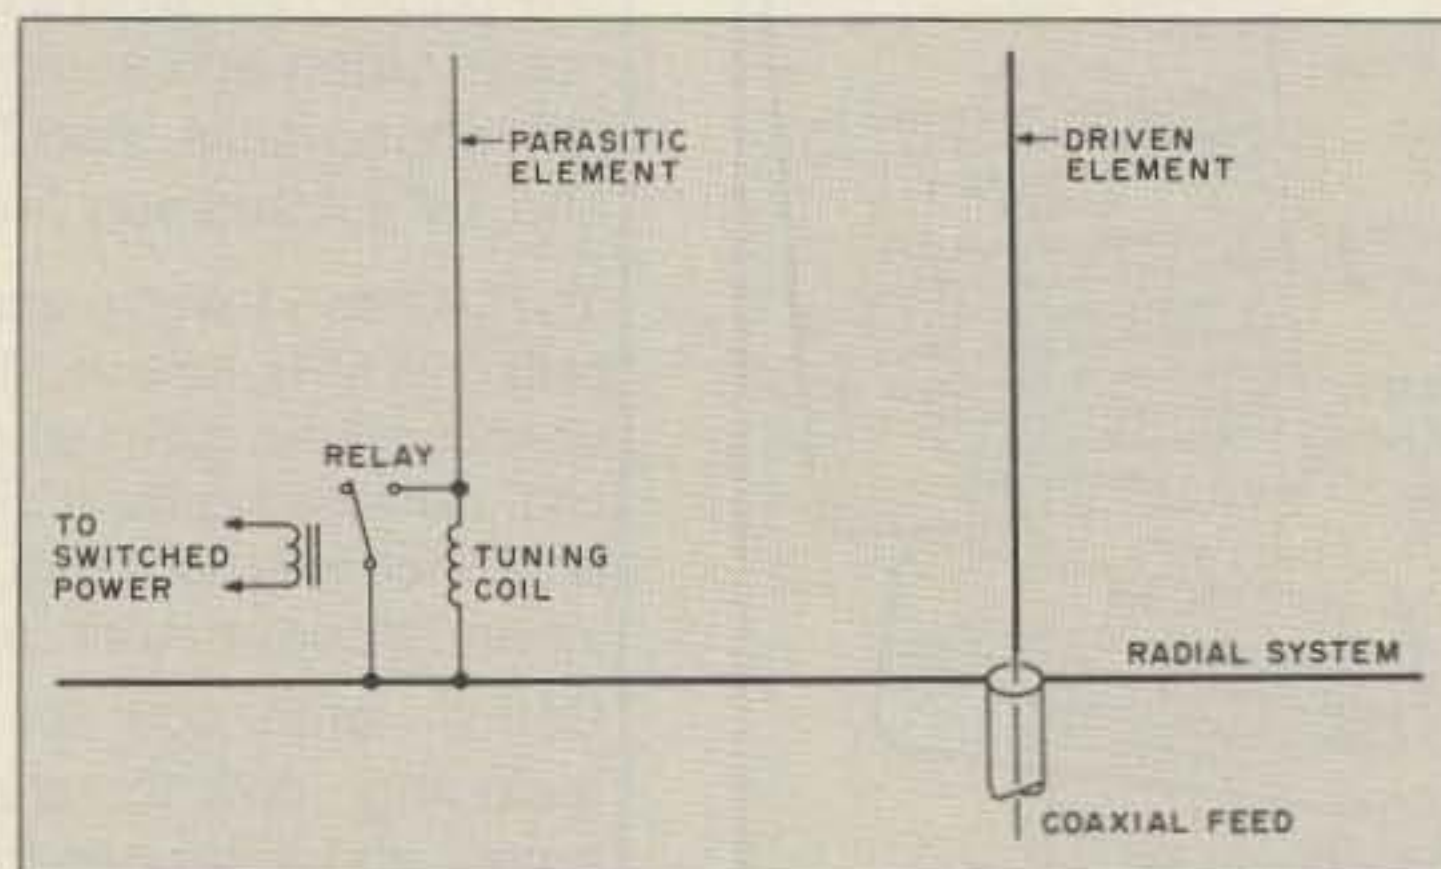 PARASITIC
ELEMENT
DRIVEN
ELEMENT
RELAY
TO
SWITCHED
POWER
TUNING
COIL
RADIAL SYSTEM
COAXIAL FEED